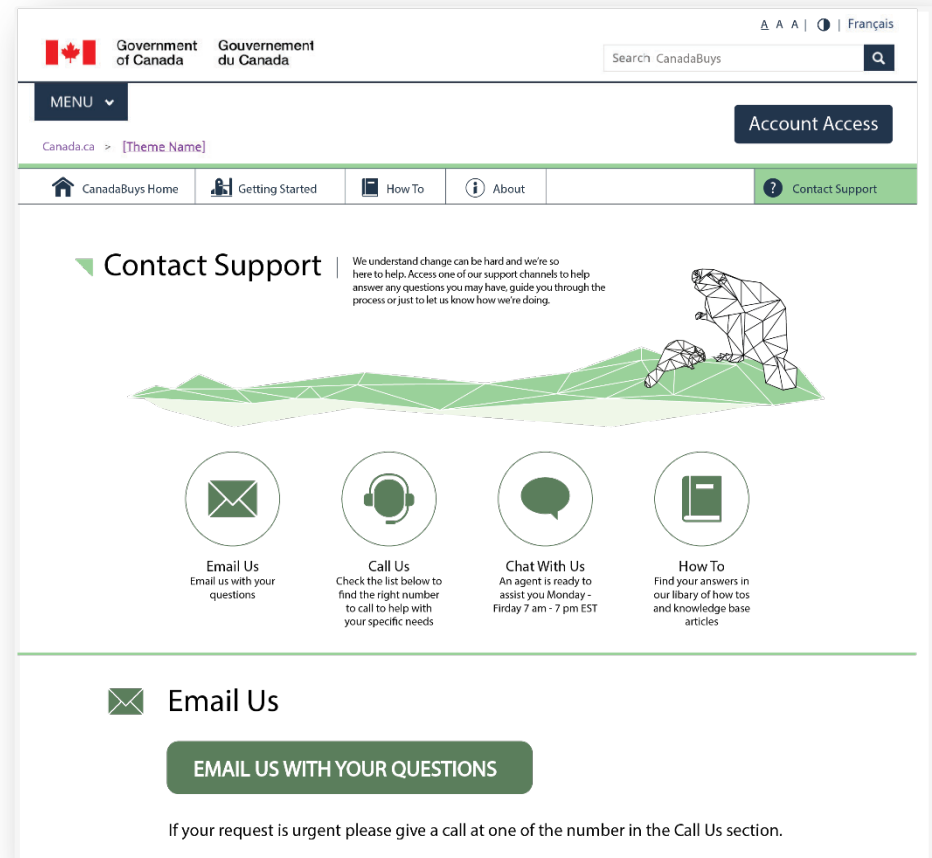 A A A | | Français
Government Gouvernement
of Canada du Canada
Search CanadaBuys
MENU
Account Access
Canada.ca > [Theme Name]
CanadaBuys Home Getting Started How To About Contact Support
Contact Support | We understand change can be hard and we're so
here to help. Access one of our support channels to help
answer any questions you may have, guide you through the
process or just to let us know how we're doing.
Email Us
Email us with your
questions
Call Us
Check the list below to
find the right number
to call to help with
your specific needs
Chat With Us
An agent is ready to
assist you Monday -
Firday 7 am - 7 pm EST
How To
Find your answers in
our libary of how tos
and knowledge base
articles
Email Us
EMAIL US WITH YOUR QUESTIONS
If your request is urgent please give a call at one of the number in the Call Us section.